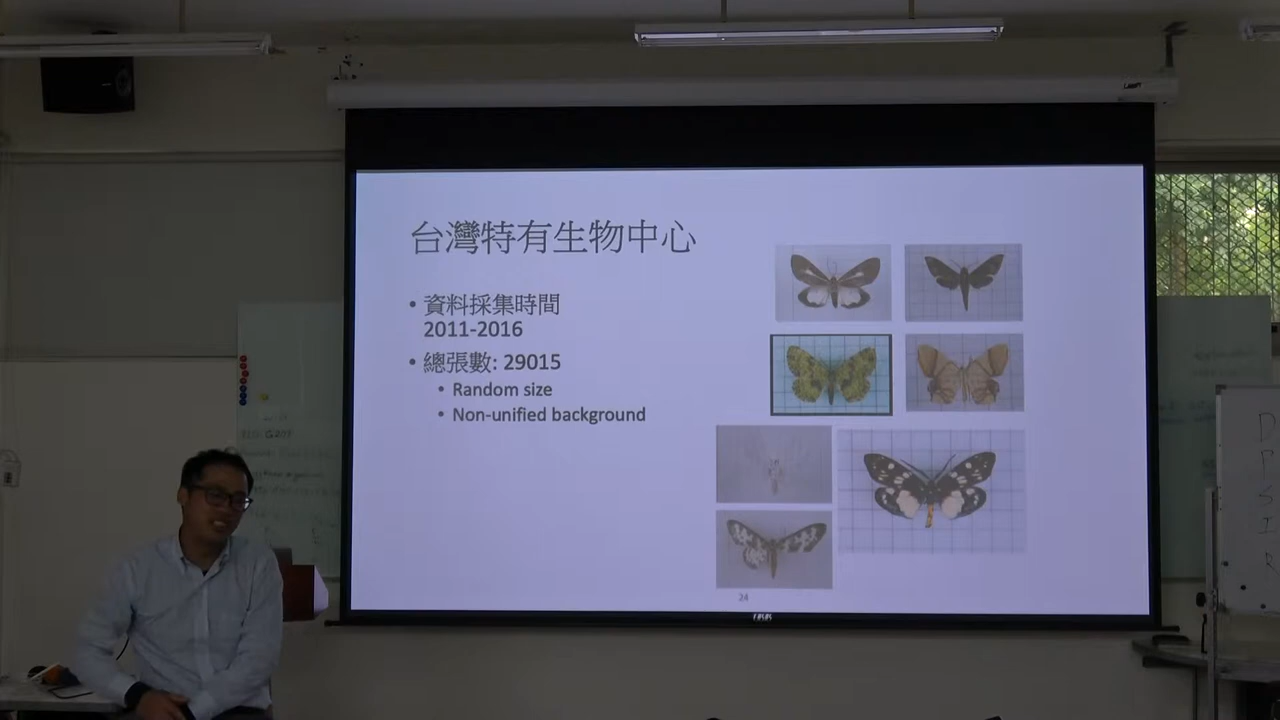 台灣特有生物中心
• 資料採集時間
2011-2016
• 總張數: 29015
• Random size
• Non-unified background
24
D
P
S
I
R